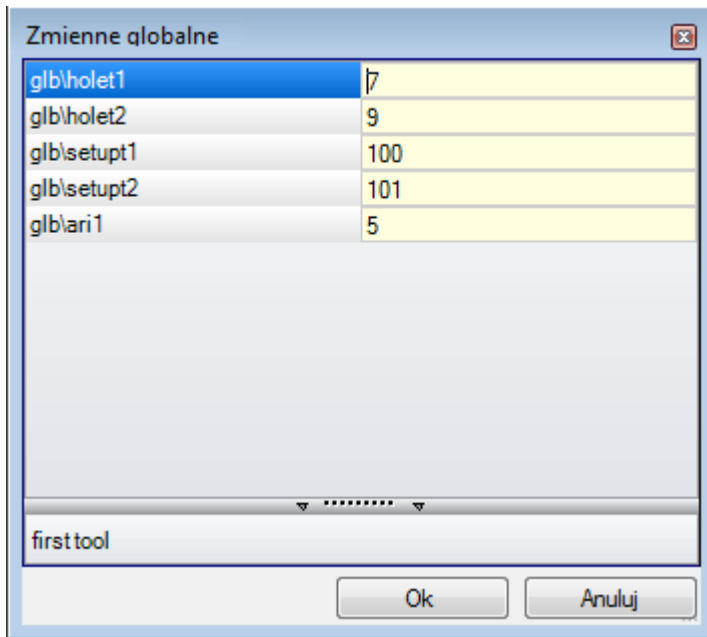 Zmienne globalne
glb\holet1 7
glb\holet2 9
glb\setupt1 100
glb\setupt2 101
glb\ari1 5
first tool
Ok Anuluj